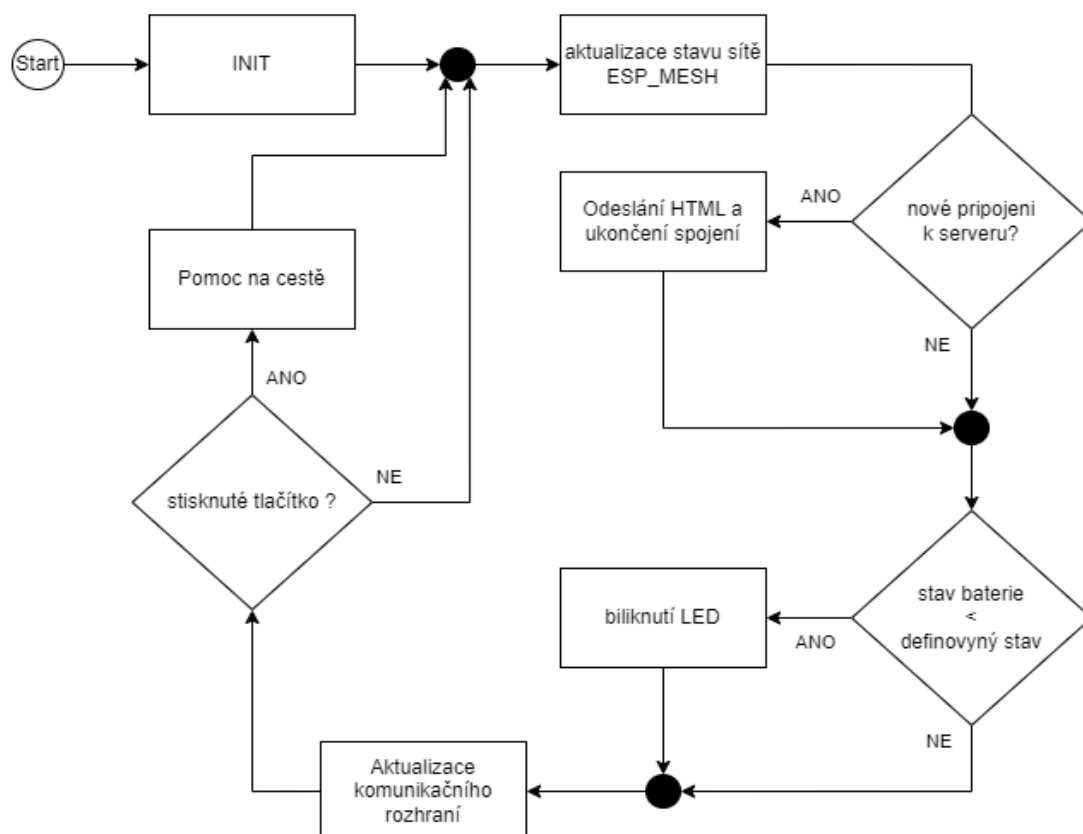 Start
INIT
aktualizace stavu sítě
ESP_MESH
nové pripojeni
k serveru?
ANO
Odeslání HTML a
ukončení spojení
NE
stav baterie
<
definovyný stav
ANO
biliknutí LED
NE
Aktualizace
komunikačního
rozhraní
stisknuté tlačítko ?
ANO
NE
Pomoc na cestě